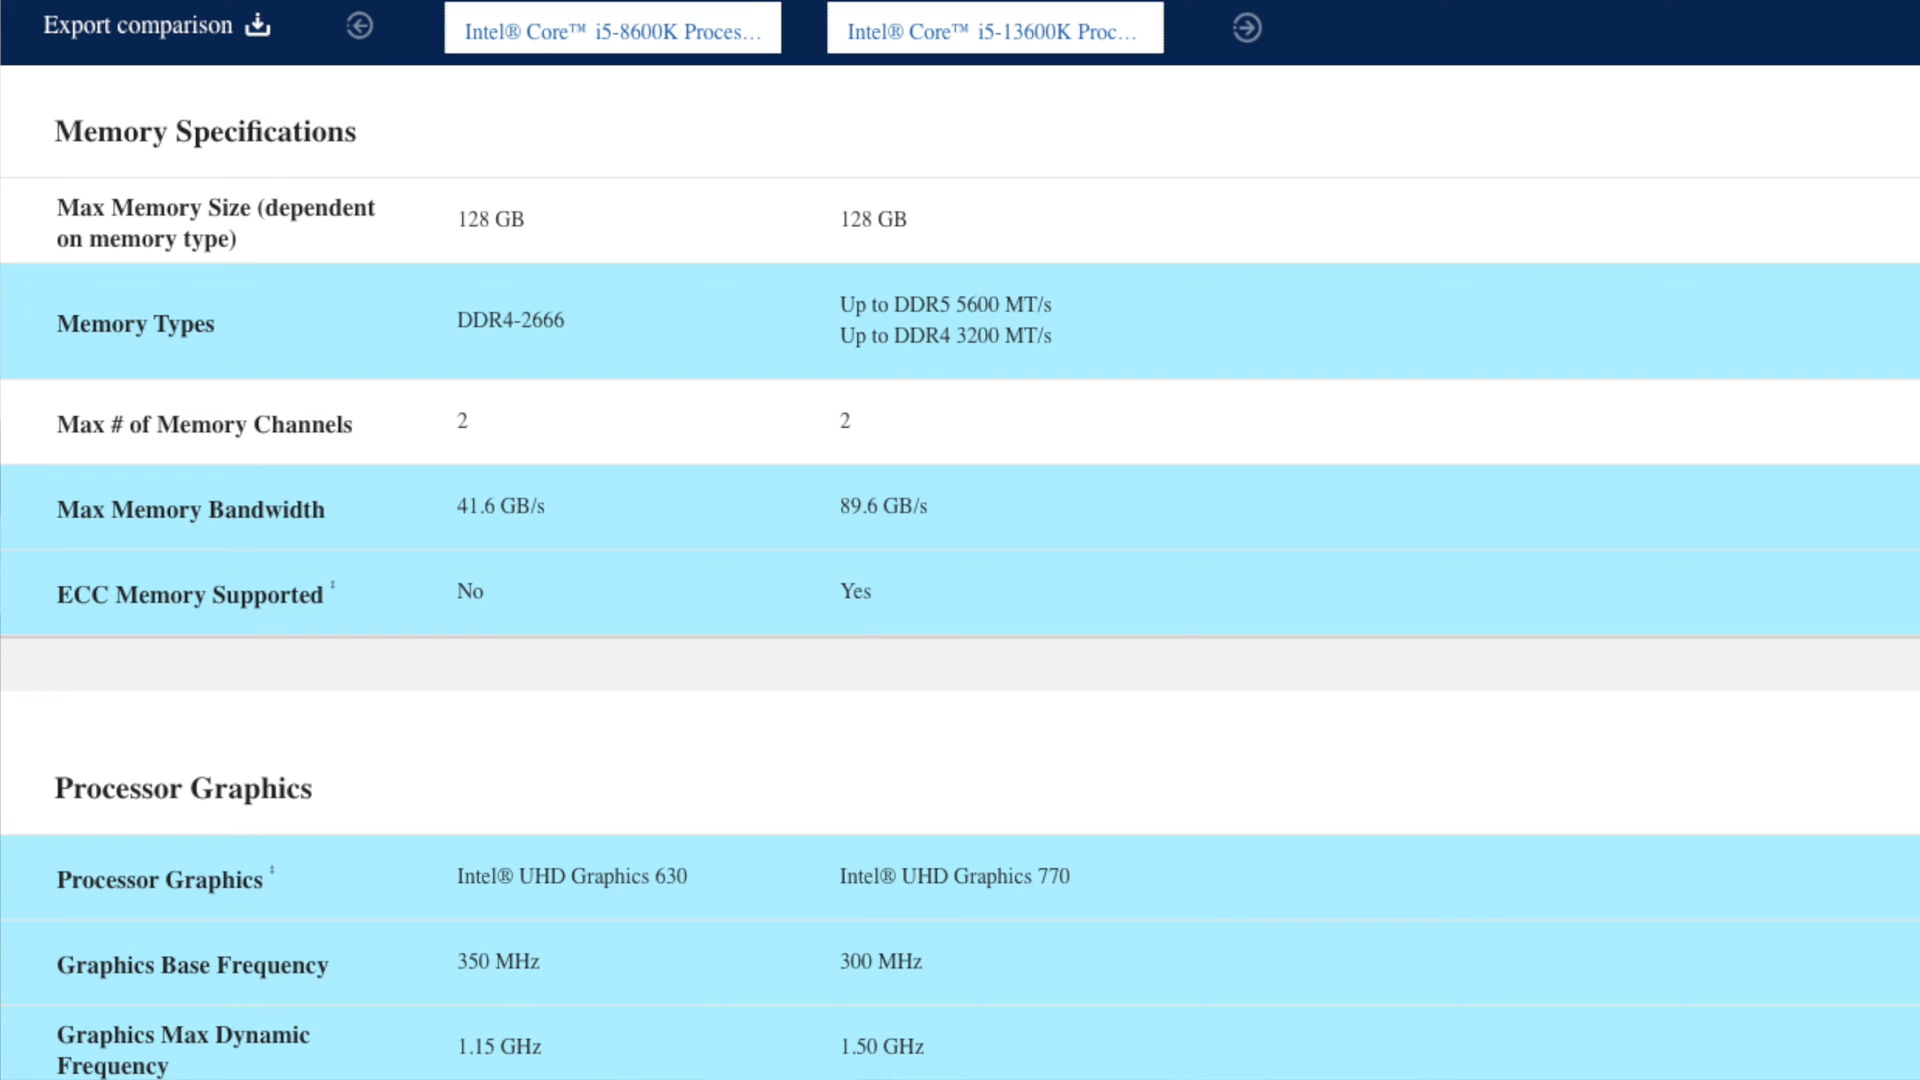 Export comparison
Intel® Core™ i5-8600K Proces...
Intel® Core™ i5-13600K Proc...
Memory Specifications
Max Memory Size (dependent
on memory type)
128 GB
128 GB
Memory Types
DDR4-2666
Up to DDR5 5600 MT/s
Up to DDR4 3200 MT/s
Max # of Memory Channels
2
2
Max Memory Bandwidth
41.6 GB/s
89.6 GB/s
ECC Memory Supported ‡
No
Yes
Processor Graphics
Processor Graphics ‡
Intel® UHD Graphics 630
Intel® UHD Graphics 770
Graphics Base Frequency
350 MHz
300 MHz
Graphics Max Dynamic
Frequency
1.15 GHz
1.50 GHz